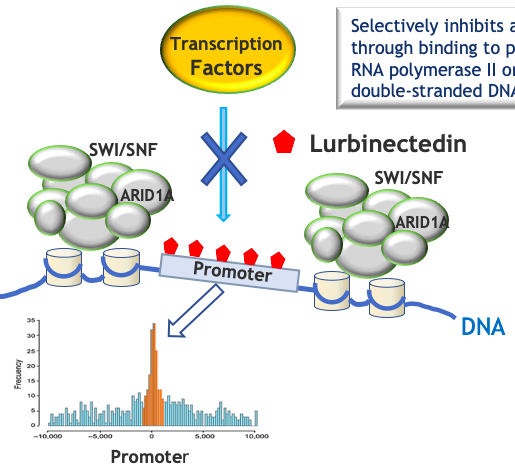 Transcription
Factors
Selectively inhibits a
through binding to p
RNA polymerase II or
double-stranded DNA
Lurbinectedin
SWI/SNF
ARID1A
SWI/SNF
ARID1A
Promoter
DNA
Frecuency
35
30
25
20
15
10
5
0
-10,000
-5,000
0
5,000
10,000
Promoter